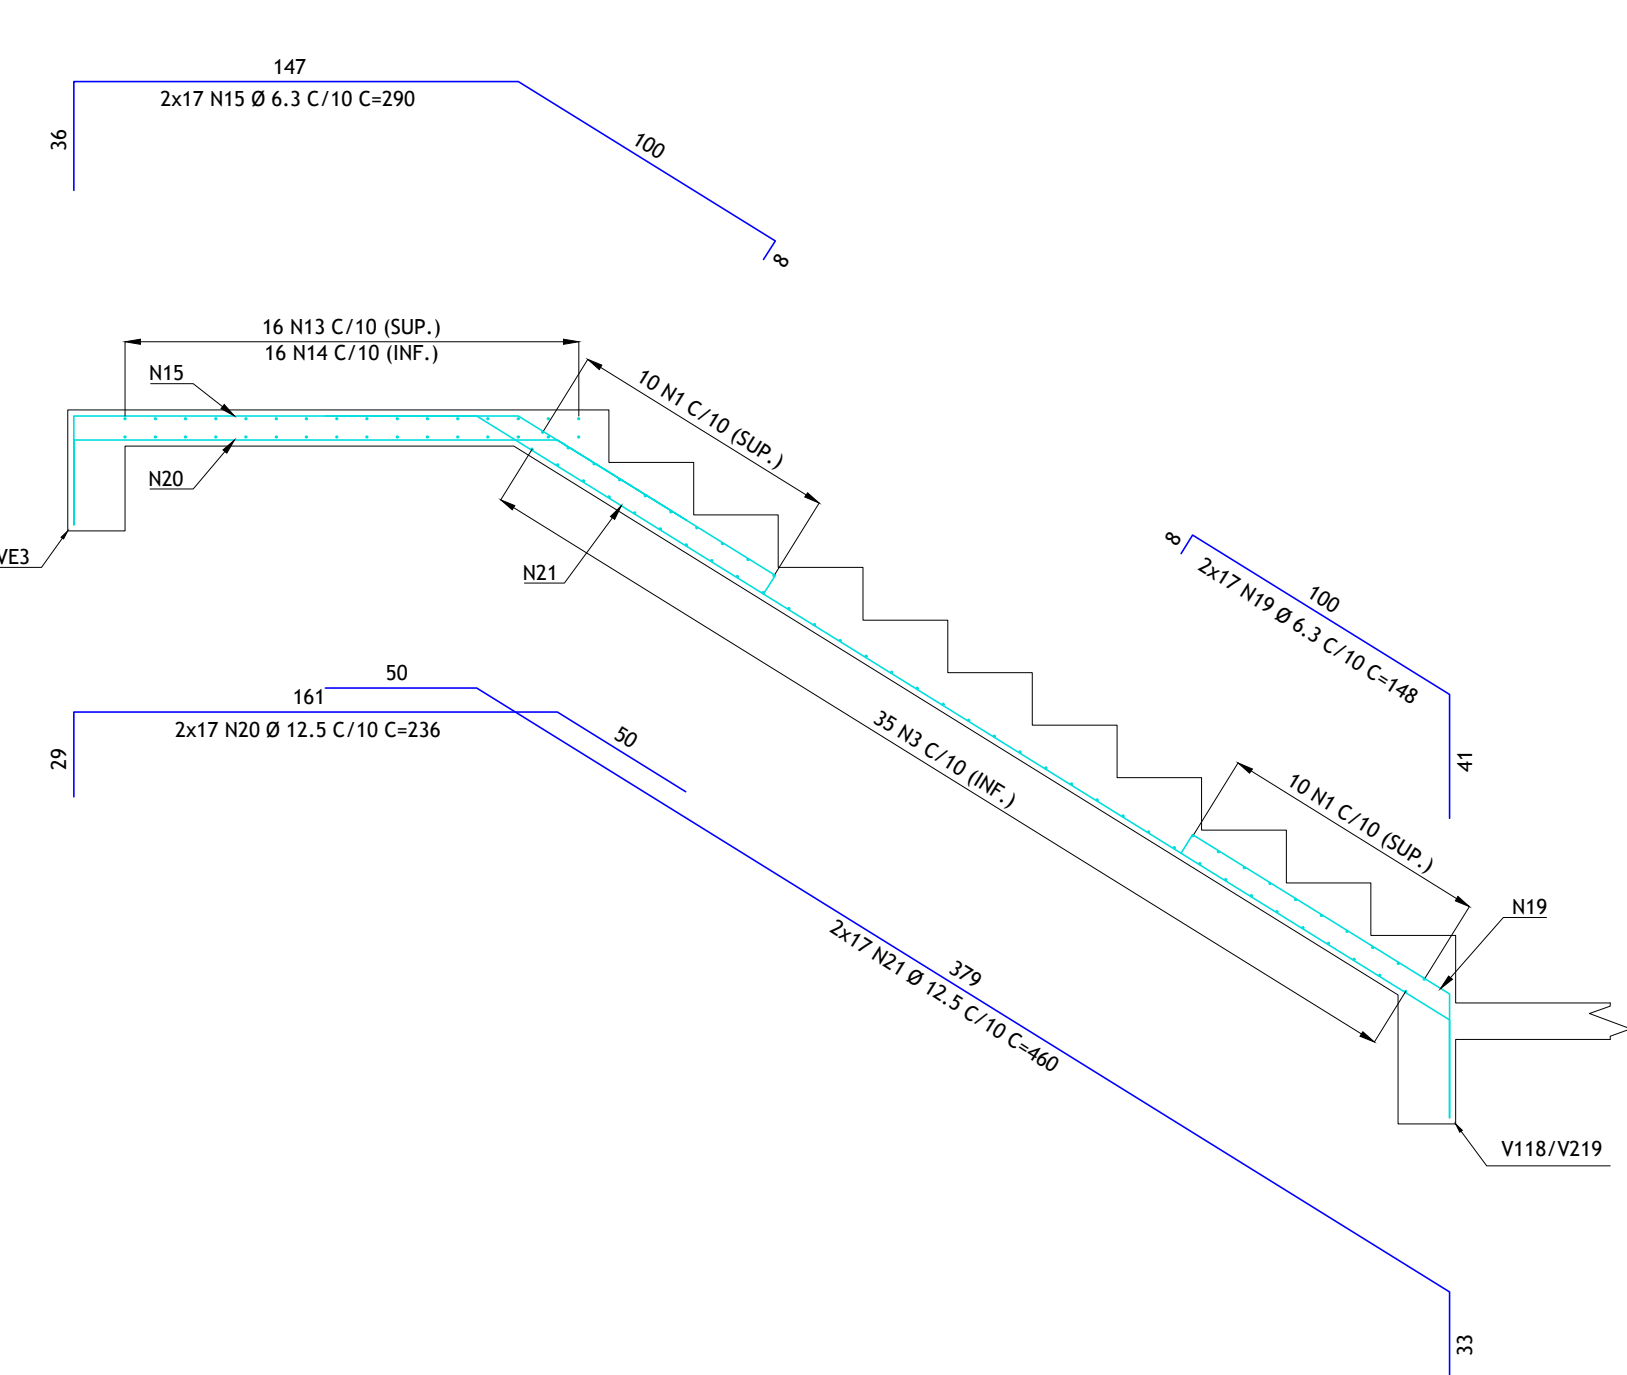 147
2x17 N15 Ø 6.3 C/10 C=290
36
100
8
16 N13 C/10 (SUP.)
16 N14 C/10 (INF.)
N15
10 N1 C/10 (SUP.)
N20
VE3
N21
8
100
2x17 N19 Ø 6.3 C/10 C=148
41
50
161
2x17 N20 Ø 12.5 C/10 C=236
29
50
35 N3 C/10 (INF.)
10 N1 C/10 (SUP.)
N19
379
2x17 N21 Ø 12.5 C/10 C=460
V118/V219
33